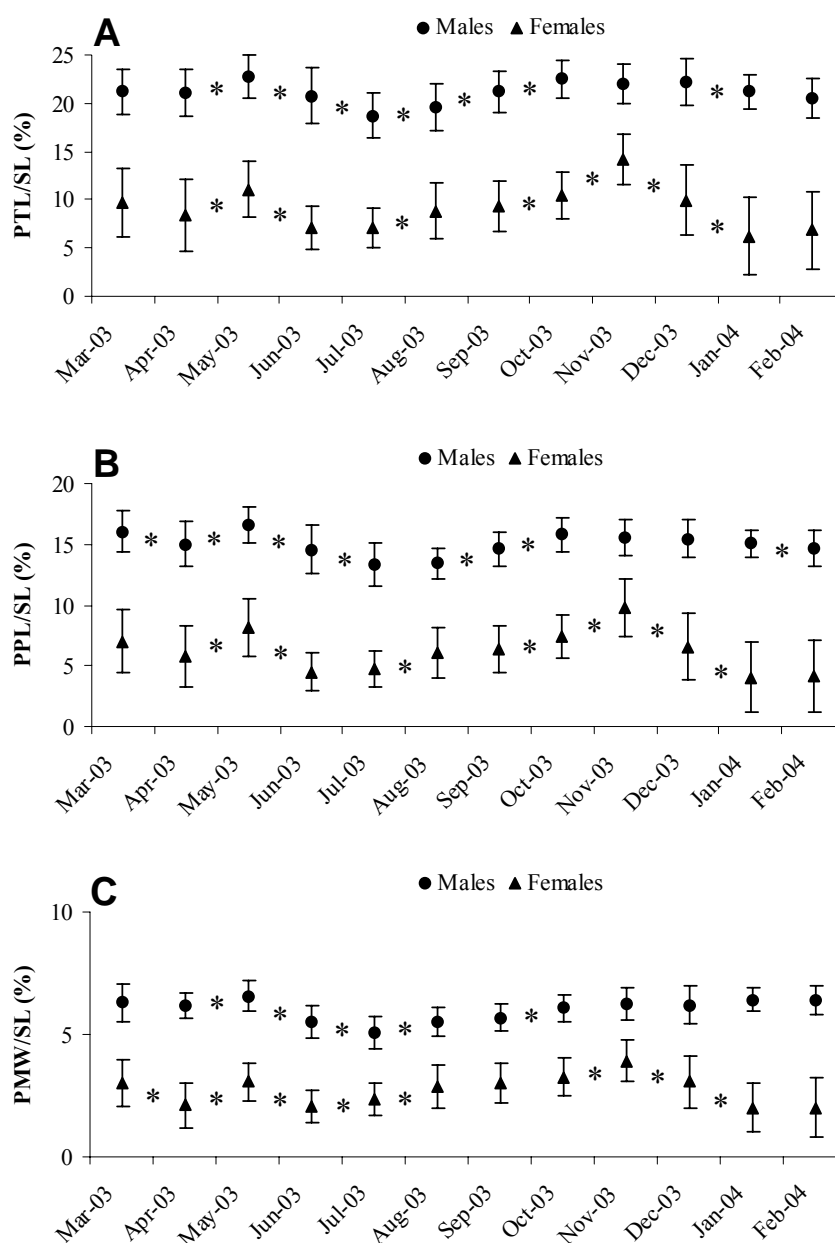 A
● Males ▲ Females
PTL/SL (%)
25
20
15
10
5
0
* * * * * * *
* * * * * * *
Mar-03 Apr-03 May-03 Jun-03 Jul-03 Aug-03 Sep-03 Oct-03 Nov-03 Dec-03 Jan-04 Feb-04
B
● Males ▲ Females
PPL/SL (%)
20
15
10
5
0
* * * * * * *
* * * * * * *
Mar-03 Apr-03 May-03 Jun-03 Jul-03 Aug-03 Sep-03 Oct-03 Nov-03 Dec-03 Jan-04 Feb-04
C
● Males ▲ Females
PMW/SL (%)
10
5
0
* * * * *
* * * * * * * *
Mar-03 Apr-03 May-03 Jun-03 Jul-03 Aug-03 Sep-03 Oct-03 Nov-03 Dec-03 Jan-04 Feb-04